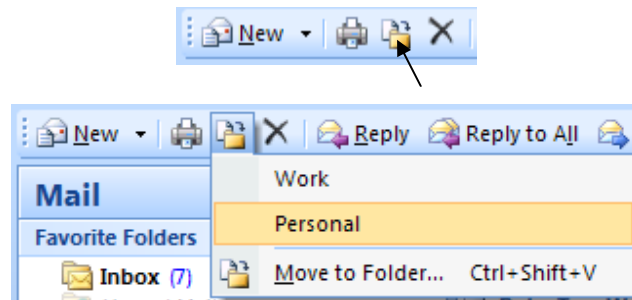 New
New Reply Reply to All
Work
Mail
Personal
Favorite Folders
Inbox (7)
Move to Folder... Ctrl+Shift+V